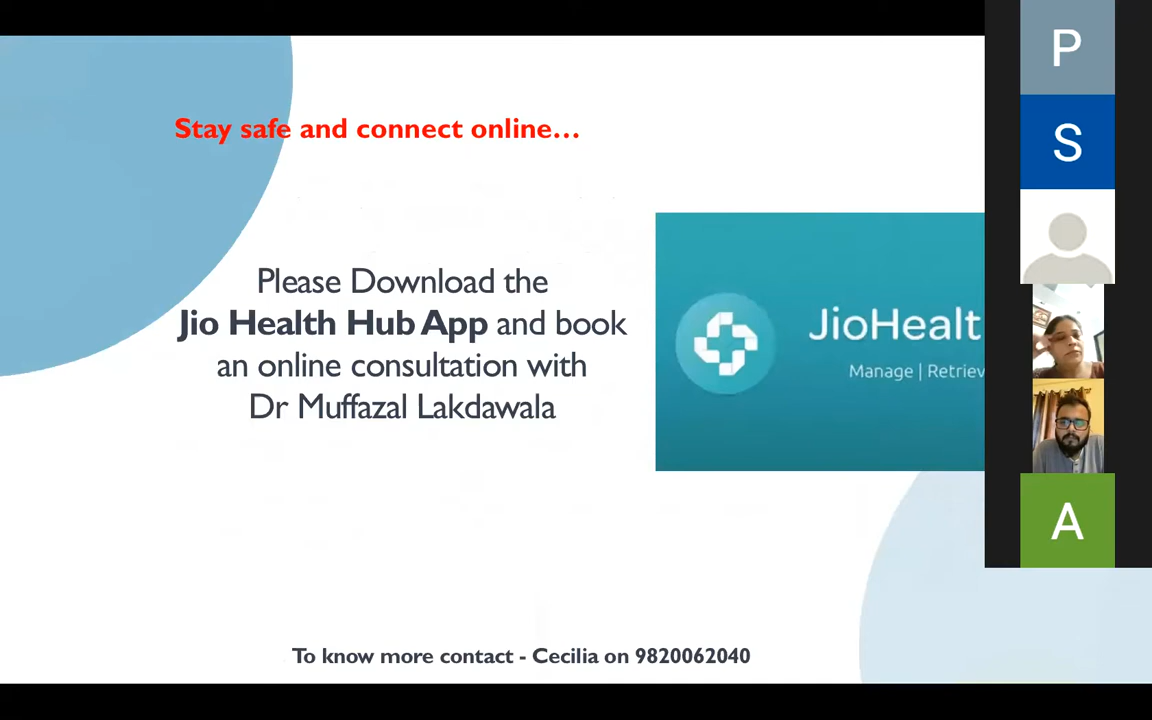 Stay safe and connect online…
Please Download the
Jio Health Hub App and book
an online consultation with
Dr Muffazal Lakdawala
JioHealt
Manage | Retriev
To know more contact - Cecilia on 9820062040
P
S
A